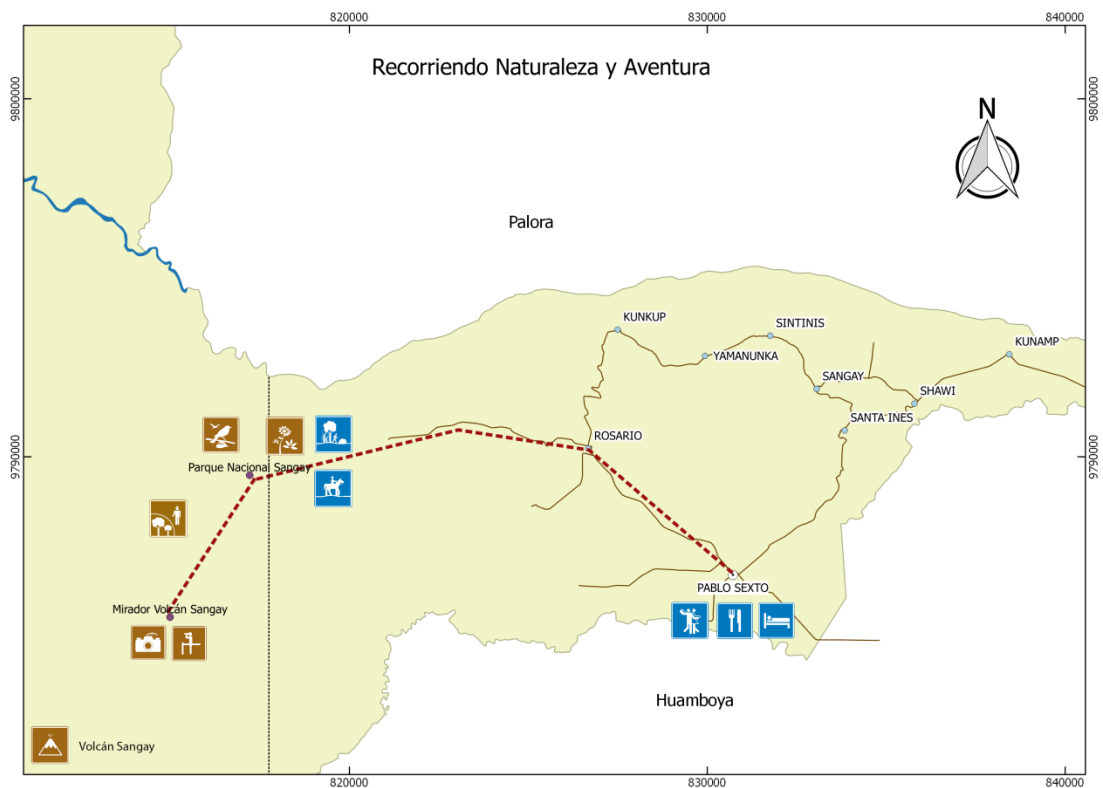 820000
830000
840000
Recorriendo Naturaleza y Aventura
9800000
9800000
N
Palora
KUNKUP
SINTINIS
YAMANUNKA
KUNAMP
SANGAY
SHAWI
SANTA INES
ROSARIO
9790000
9790000
Parque Nacional Sangay
PABLO SEXTO
Mirador Volcán Sangay
Huamboya
Volcán Sangay
820000
830000
840000